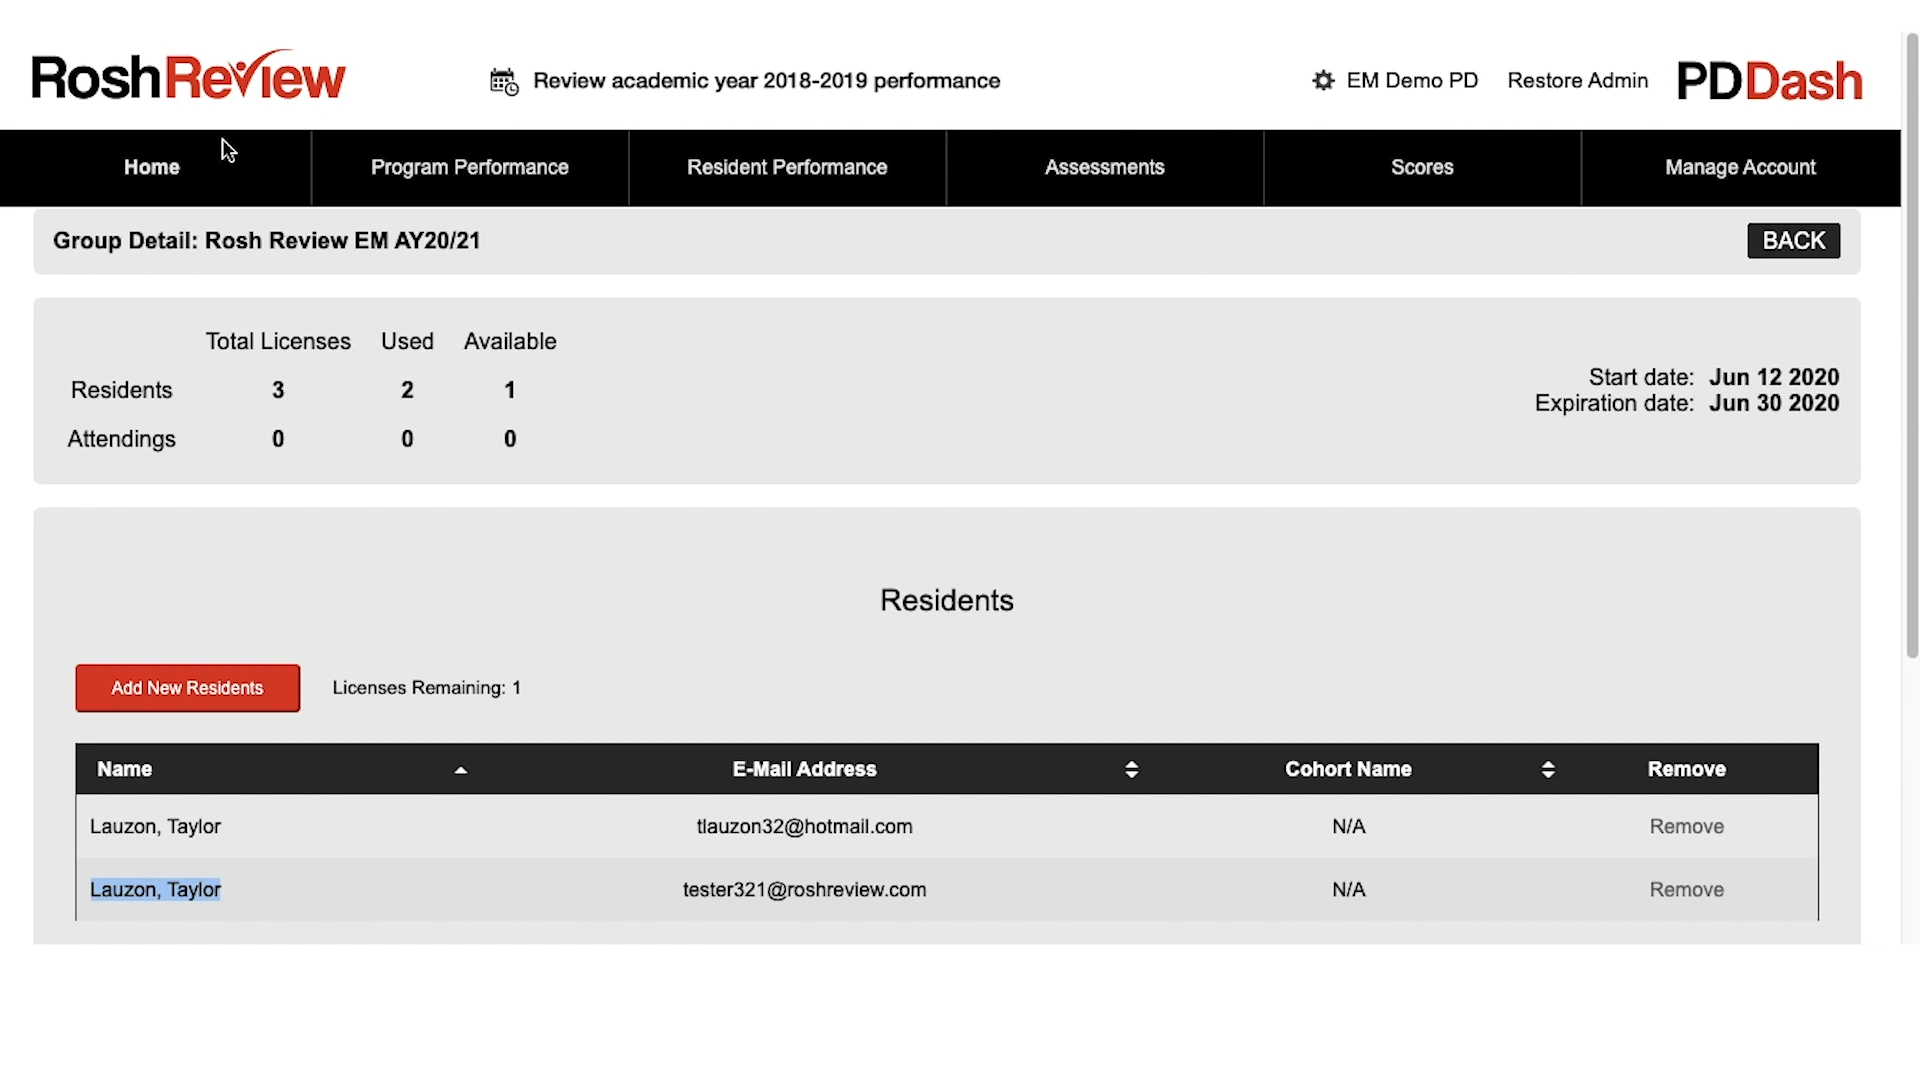 RoshReview
Review academic year 2018-2019 performance
EM Demo PD
Restore Admin
PDDash
Home
Program Performance
Resident Performance
Assessments
Scores
Manage Account
Group Detail: Rosh Review EM AY20/21
BACK
Total Licenses Used Available
Residents 3 2 1
Attendings 0 0 0
Start date: Jun 12 2020
Expiration date: Jun 30 2020
Residents
Add New Residents
Licenses Remaining: 1
Name E-Mail Address Cohort Name Remove
Lauzon, Taylor tlauzon32@hotmail.com N/A Remove
Lauzon, Taylor tester321@roshreview.com N/A Remove